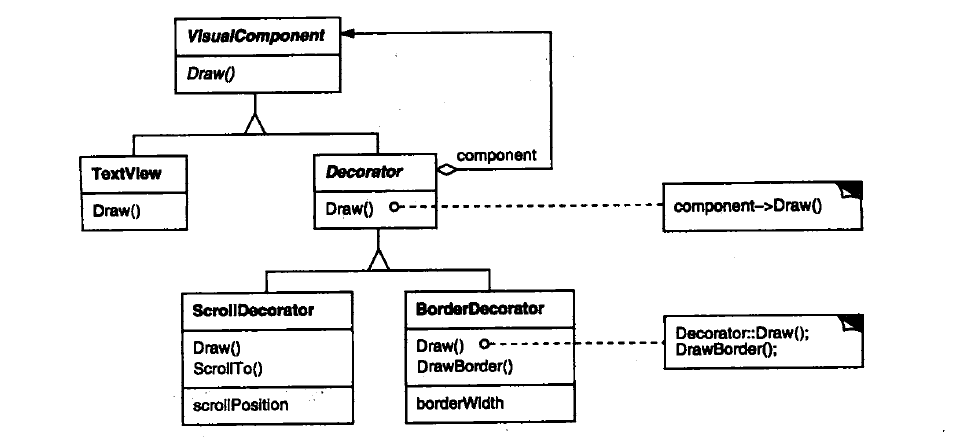 VisualComponent
Draw()
component
TextView
Draw()
Decorator
Draw()
component->Draw()
ScrollDecorator
Draw()
ScrollTo()
scrollPosition
BorderDecorator
Draw()
DrawBorder()
borderWidth
Decorator::Draw();
DrawBorder();